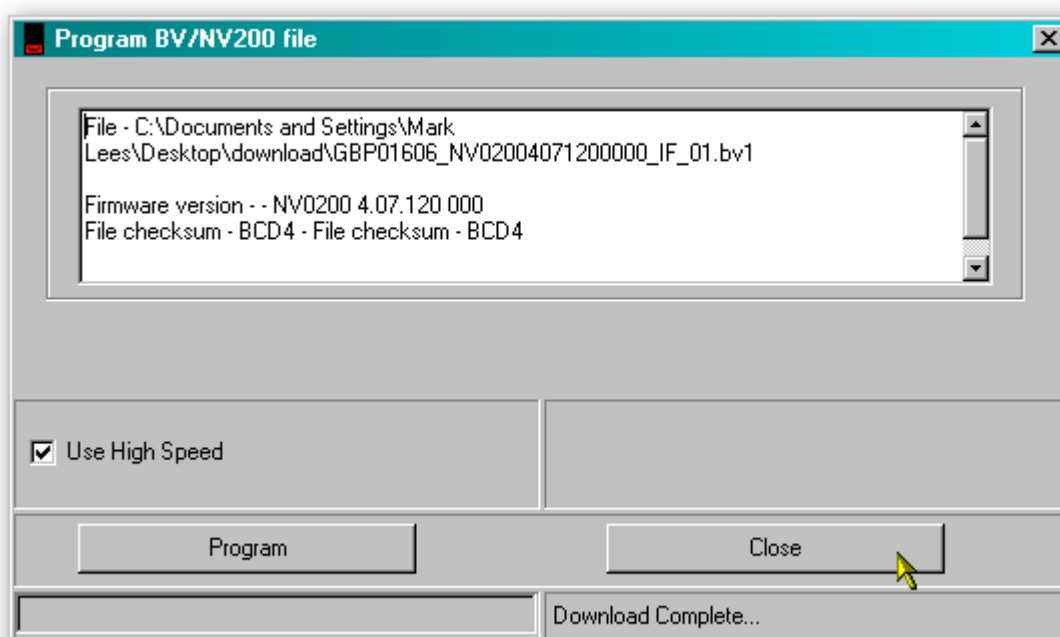 Program BV/NV200 file
File - C:\Documents and Settings\Mark
Lees\Desktop\download\GBP01606_NV02004071200000_IF_01.bv1
Firmware version - - NV0200 4.07.120 000
File checksum - BCD4 - File checksum - BCD4
Use High Speed
Program
Close
Download Complete...